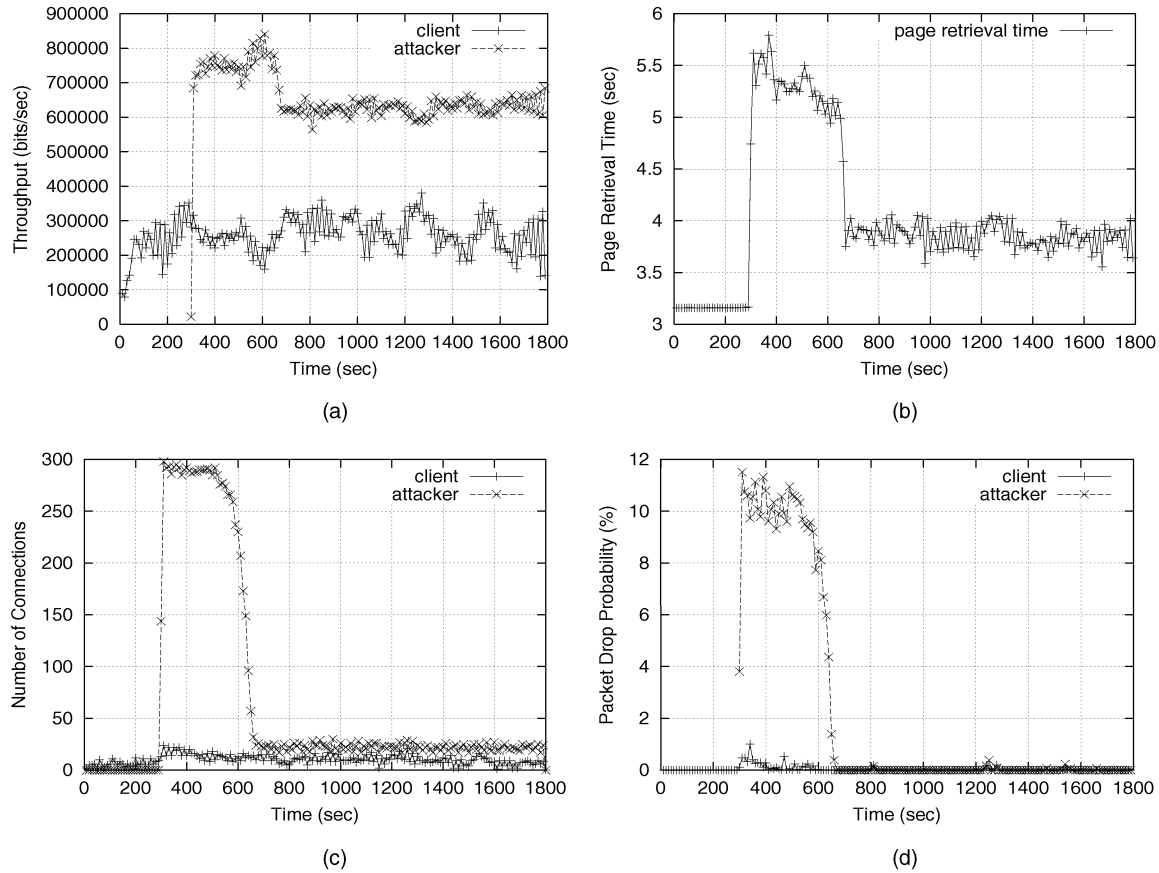 900000
800000
700000
600000
500000
400000
300000
200000
100000
0
Throughput (bits/sec)
client
attacker
0 200 400 600 800 1000 1200 1400 1600 1800
Time (sec)
(a)
6
5.5
5
4.5
4
3.5
3
Page Retrieval Time (sec)
page retrieval time
0 200 400 600 800 1000 1200 1400 1600 1800
Time (sec)
(b)
300
250
200
150
100
50
0
Number of Connections
client
attacker
0 200 400 600 800 1000 1200 1400 1600 1800
Time (sec)
(c)
12
10
8
6
4
2
0
Packet Drop Probability (%)
client
attacker
0 200 400 600 800 1000 1200 1400 1600 1800
Time (sec)
(d)